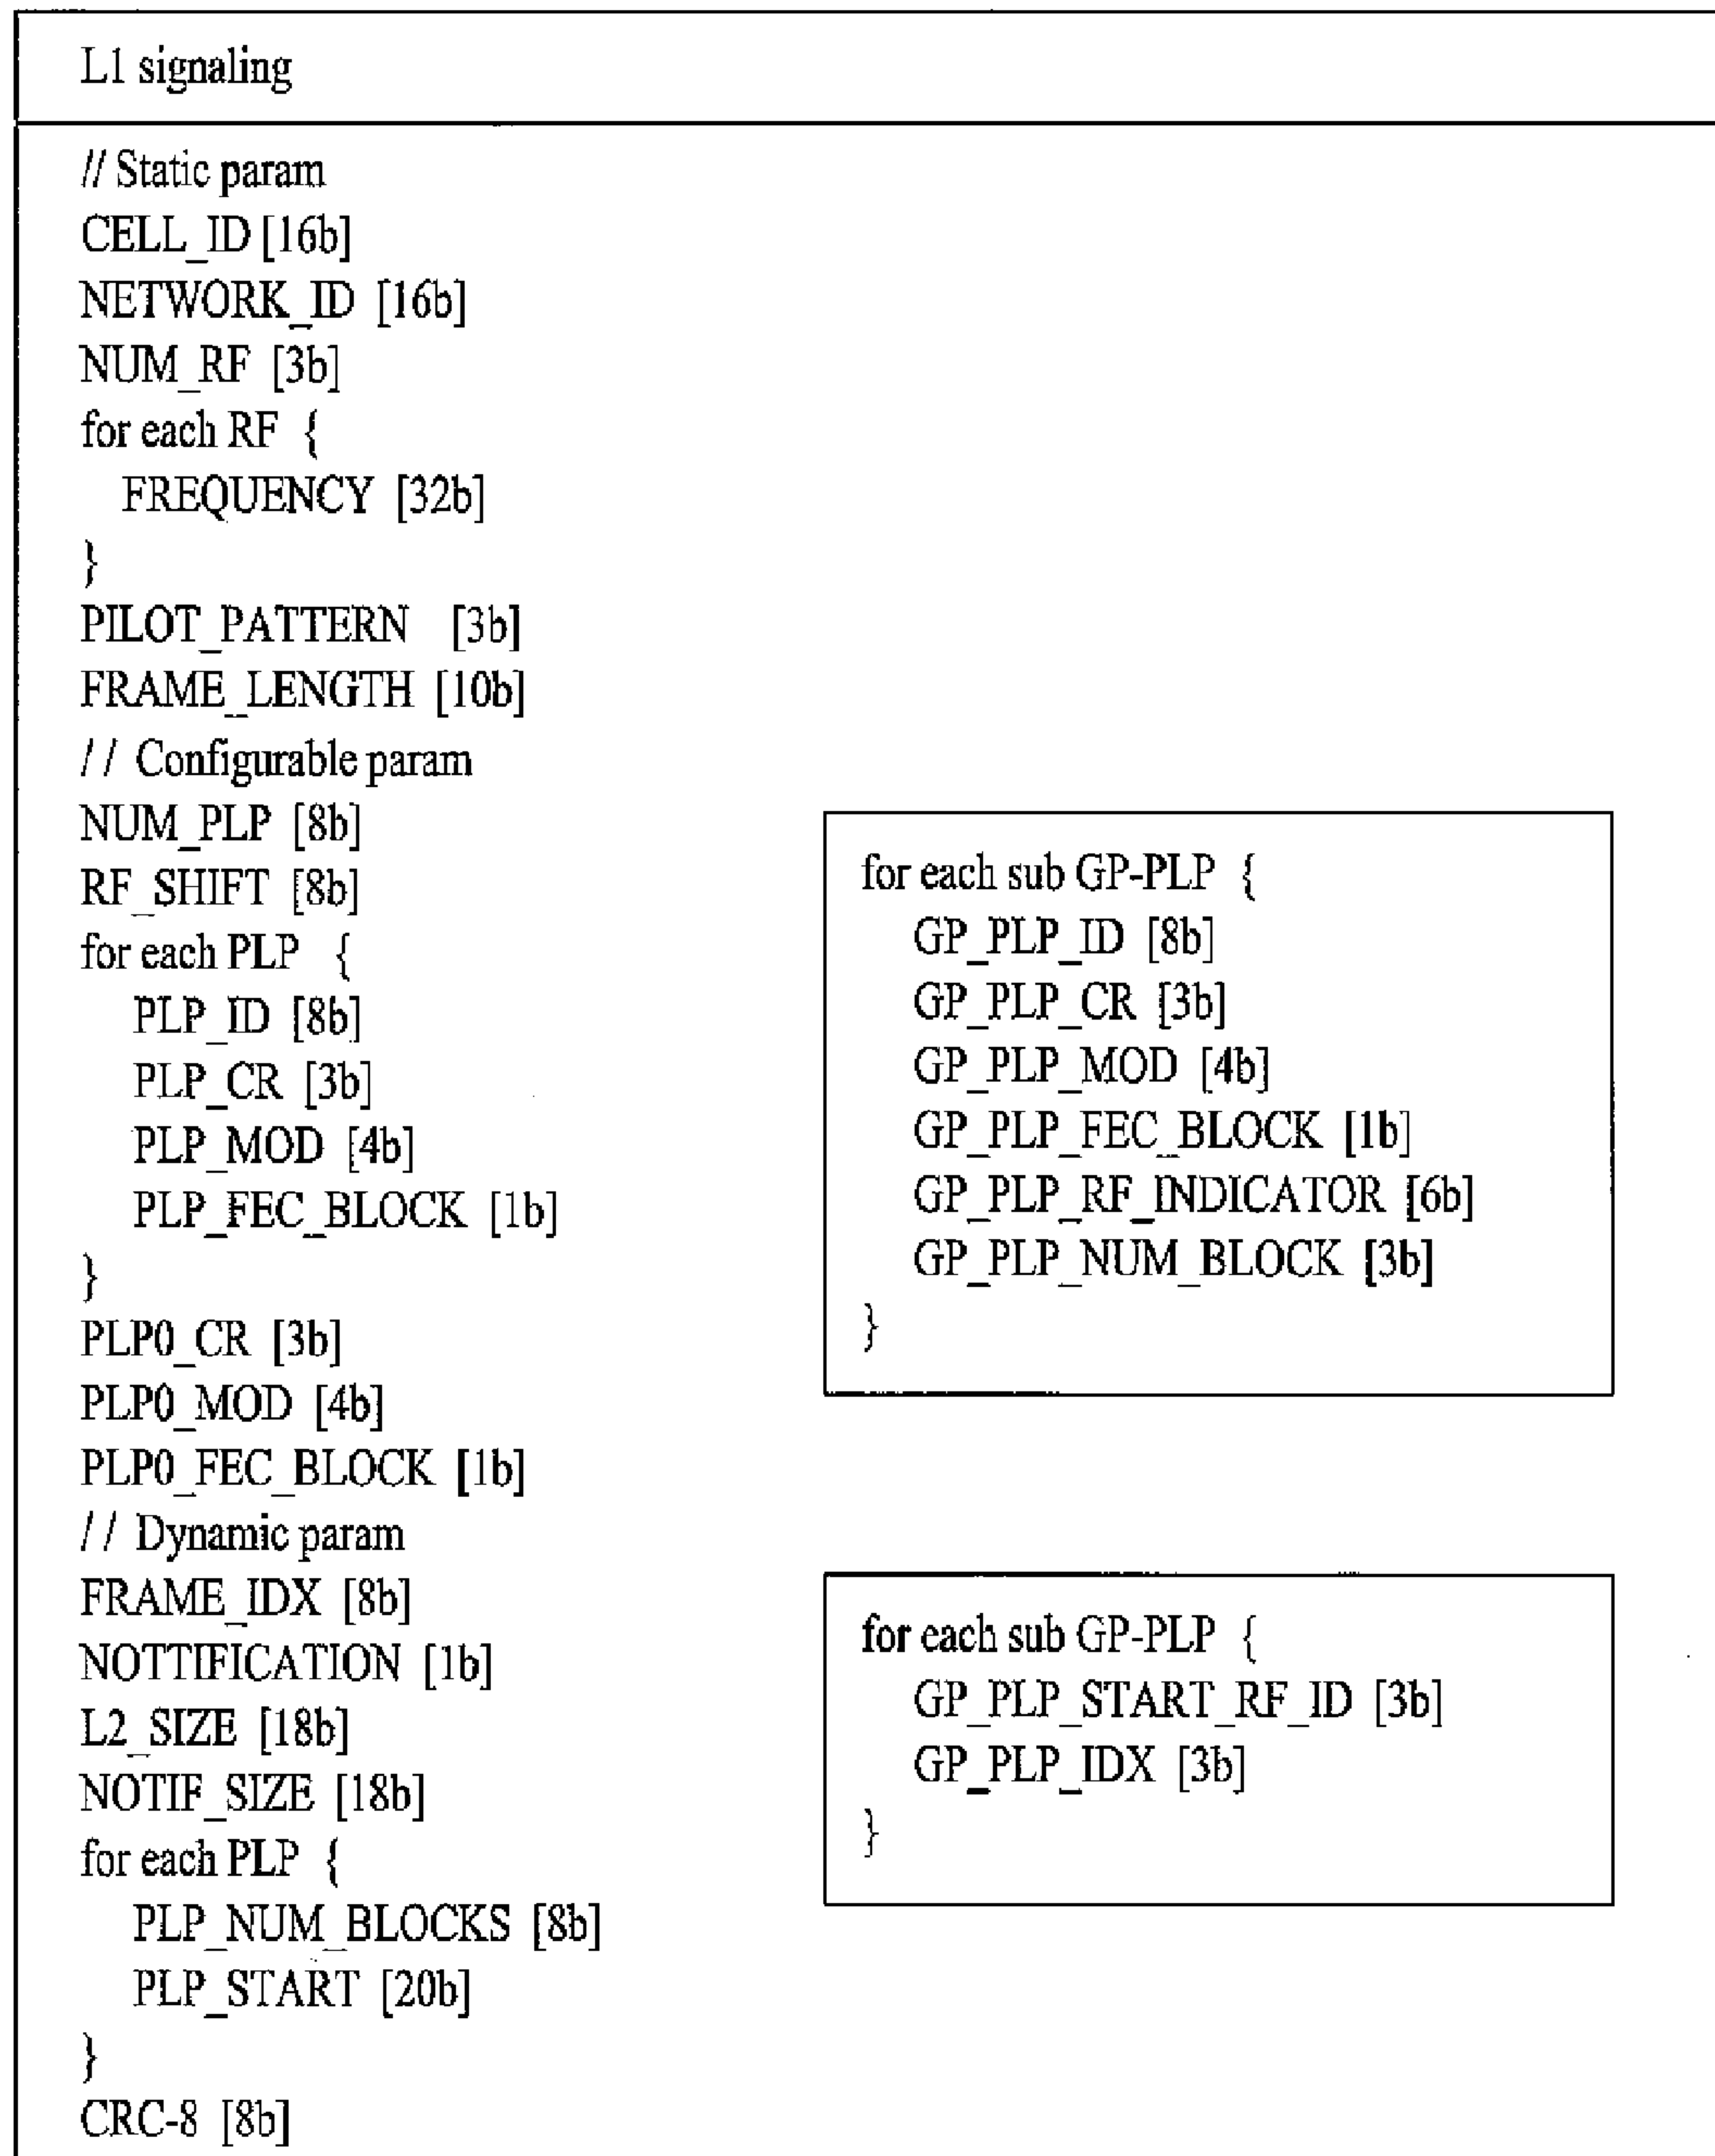 L1 signaling
// Static param
CELL_ID [16b]
NETWORK_ID [16b]
NUM_RF [3b]
for each RF {
FREQUENCY [32b]
}
PILOT_PATTERN [3b]
FRAME_LENGTH [10b]
// Configurable param
NUM_PLP [8b]
RF_SHIFT [8b]
for each PLP {
PLP_ID [8b]
PLP_CR [3b]
PLP_MOD [4b]
PLP_FEC_BLOCK [1b]
}
PLP0_CR [3b]
PLP0_MOD [4b]
PLP0_FEC_BLOCK [1b]
// Dynamic param
FRAME_IDX [8b]
NOTTIFICATION [1b]
L2_SIZE [18b]
NOTIF_SIZE [18b]
for each PLP {
PLP_NUM_BLOCKS [8b]
PLP_START [20b]
}
CRC-8 [8b]
for each sub GP-PLP {
GP_PLP_ID [8b]
GP_PLP_CR [3b]
GP_PLP_MOD [4b]
GP_PLP_FEC_BLOCK [1b]
GP_PLP_RF_INDICATOR [6b]
GP_PLP_NUM_BLOCK [3b]
}
for each sub GP-PLP {
GP_PLP_START_RF_ID [3b]
GP_PLP_IDX [3b]
}